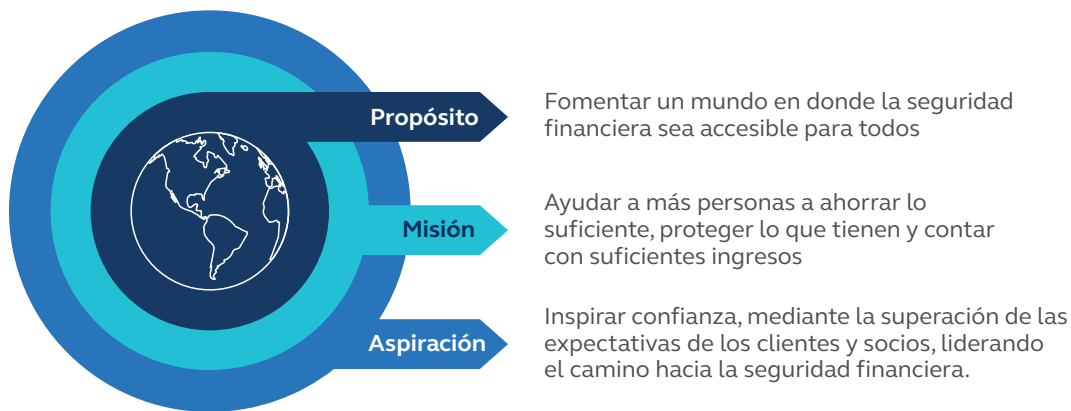 Propósito
Fomentar un mundo en donde la seguridad
financiera sea accesible para todos
Misión
Ayudar a más personas a ahorrar lo
suficiente, proteger lo que tienen y contar
con suficientes ingresos
Aspiración
Inspirar confianza, mediante la superación de las
expectativas de los clientes y socios, liderando
el camino hacia la seguridad financiera.